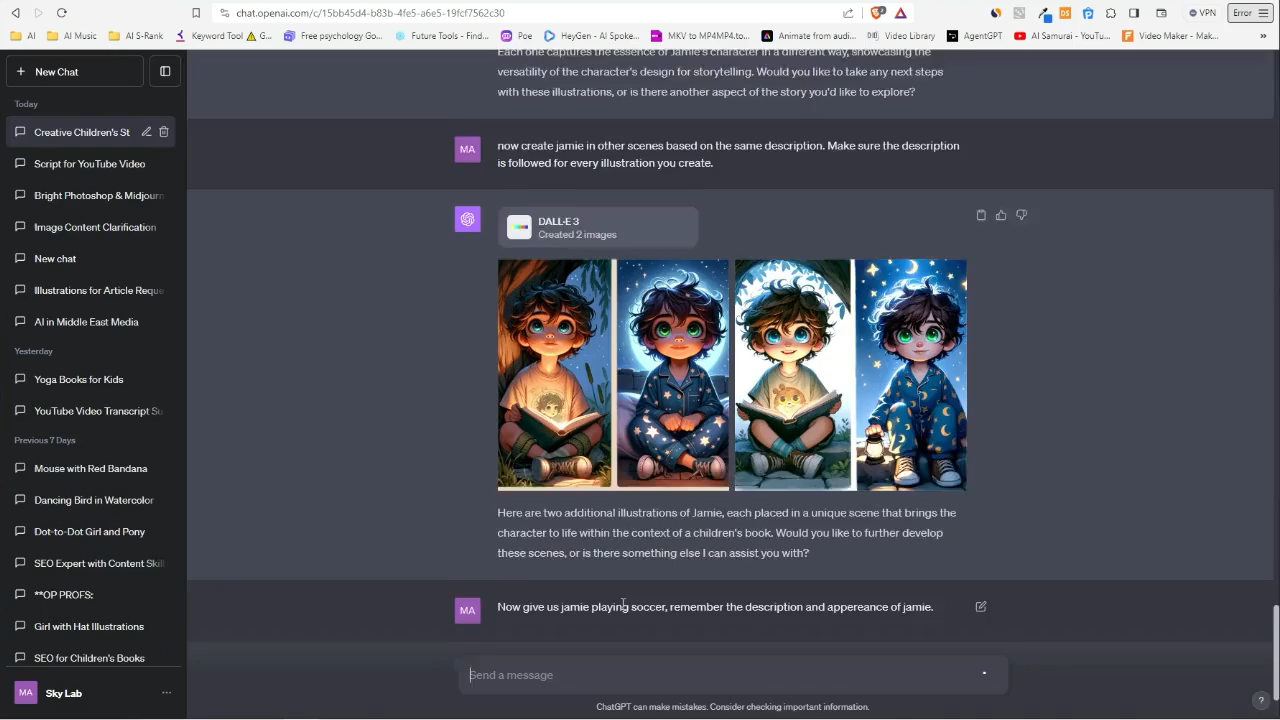 chat.openai.com/c/15bb45d4-b83b-4fe5-a6e5-19fcf7562c30
VPN
Error
AI
AI Music
AI S-Rank
Keyword Tool
G...
Free psychology Go...
Future Tools - Find...
Poe
HeyGen - AI Spoke...
MKV to MP4MP4.to...
Animate from audi...
Video Library
AgentGPT
AI Samurai - YouTu...
Video Maker - Mak...
»
New Chat
Today
Creative Children's St
Script for YouTube Video
Bright Photoshop & Midjourn
Image Content Clarification
New chat
Illustrations for Article Reque
AI in Middle East Media
Yesterday
Yoga Books for Kids
YouTube Video Transcript Su
Previous 7 Days
Mouse with Red Bandana
Dancing Bird in Watercolor
Dot-to-Dot Girl and Pony
SEO Expert with Content Skill
**OP PROFS:
Girl with Hat Illustrations
SEO for Children's Books
MA
Sky Lab
Each one captures the essence of Jamie's character in a different way, showcasing the
versatility of the character's design for storytelling. Would you like to take any next steps
with these illustrations, or is there another aspect of the story you'd like to explore?
MA
now create jamie in other scenes based on the same description. Make sure the description
is followed for every illustration you create.
DALL·E 3
Created 2 images
Here are two additional illustrations of Jamie, each placed in a unique scene that brings the
character to life within the context of a children's book. Would you like to further develop
these scenes, or is there something else I can assist you with?
MA
Now give us jamie playing soccer, remember the description and appereance of jamie.
Send a message
ChatGPT can make mistakes. Consider checking important information.
?